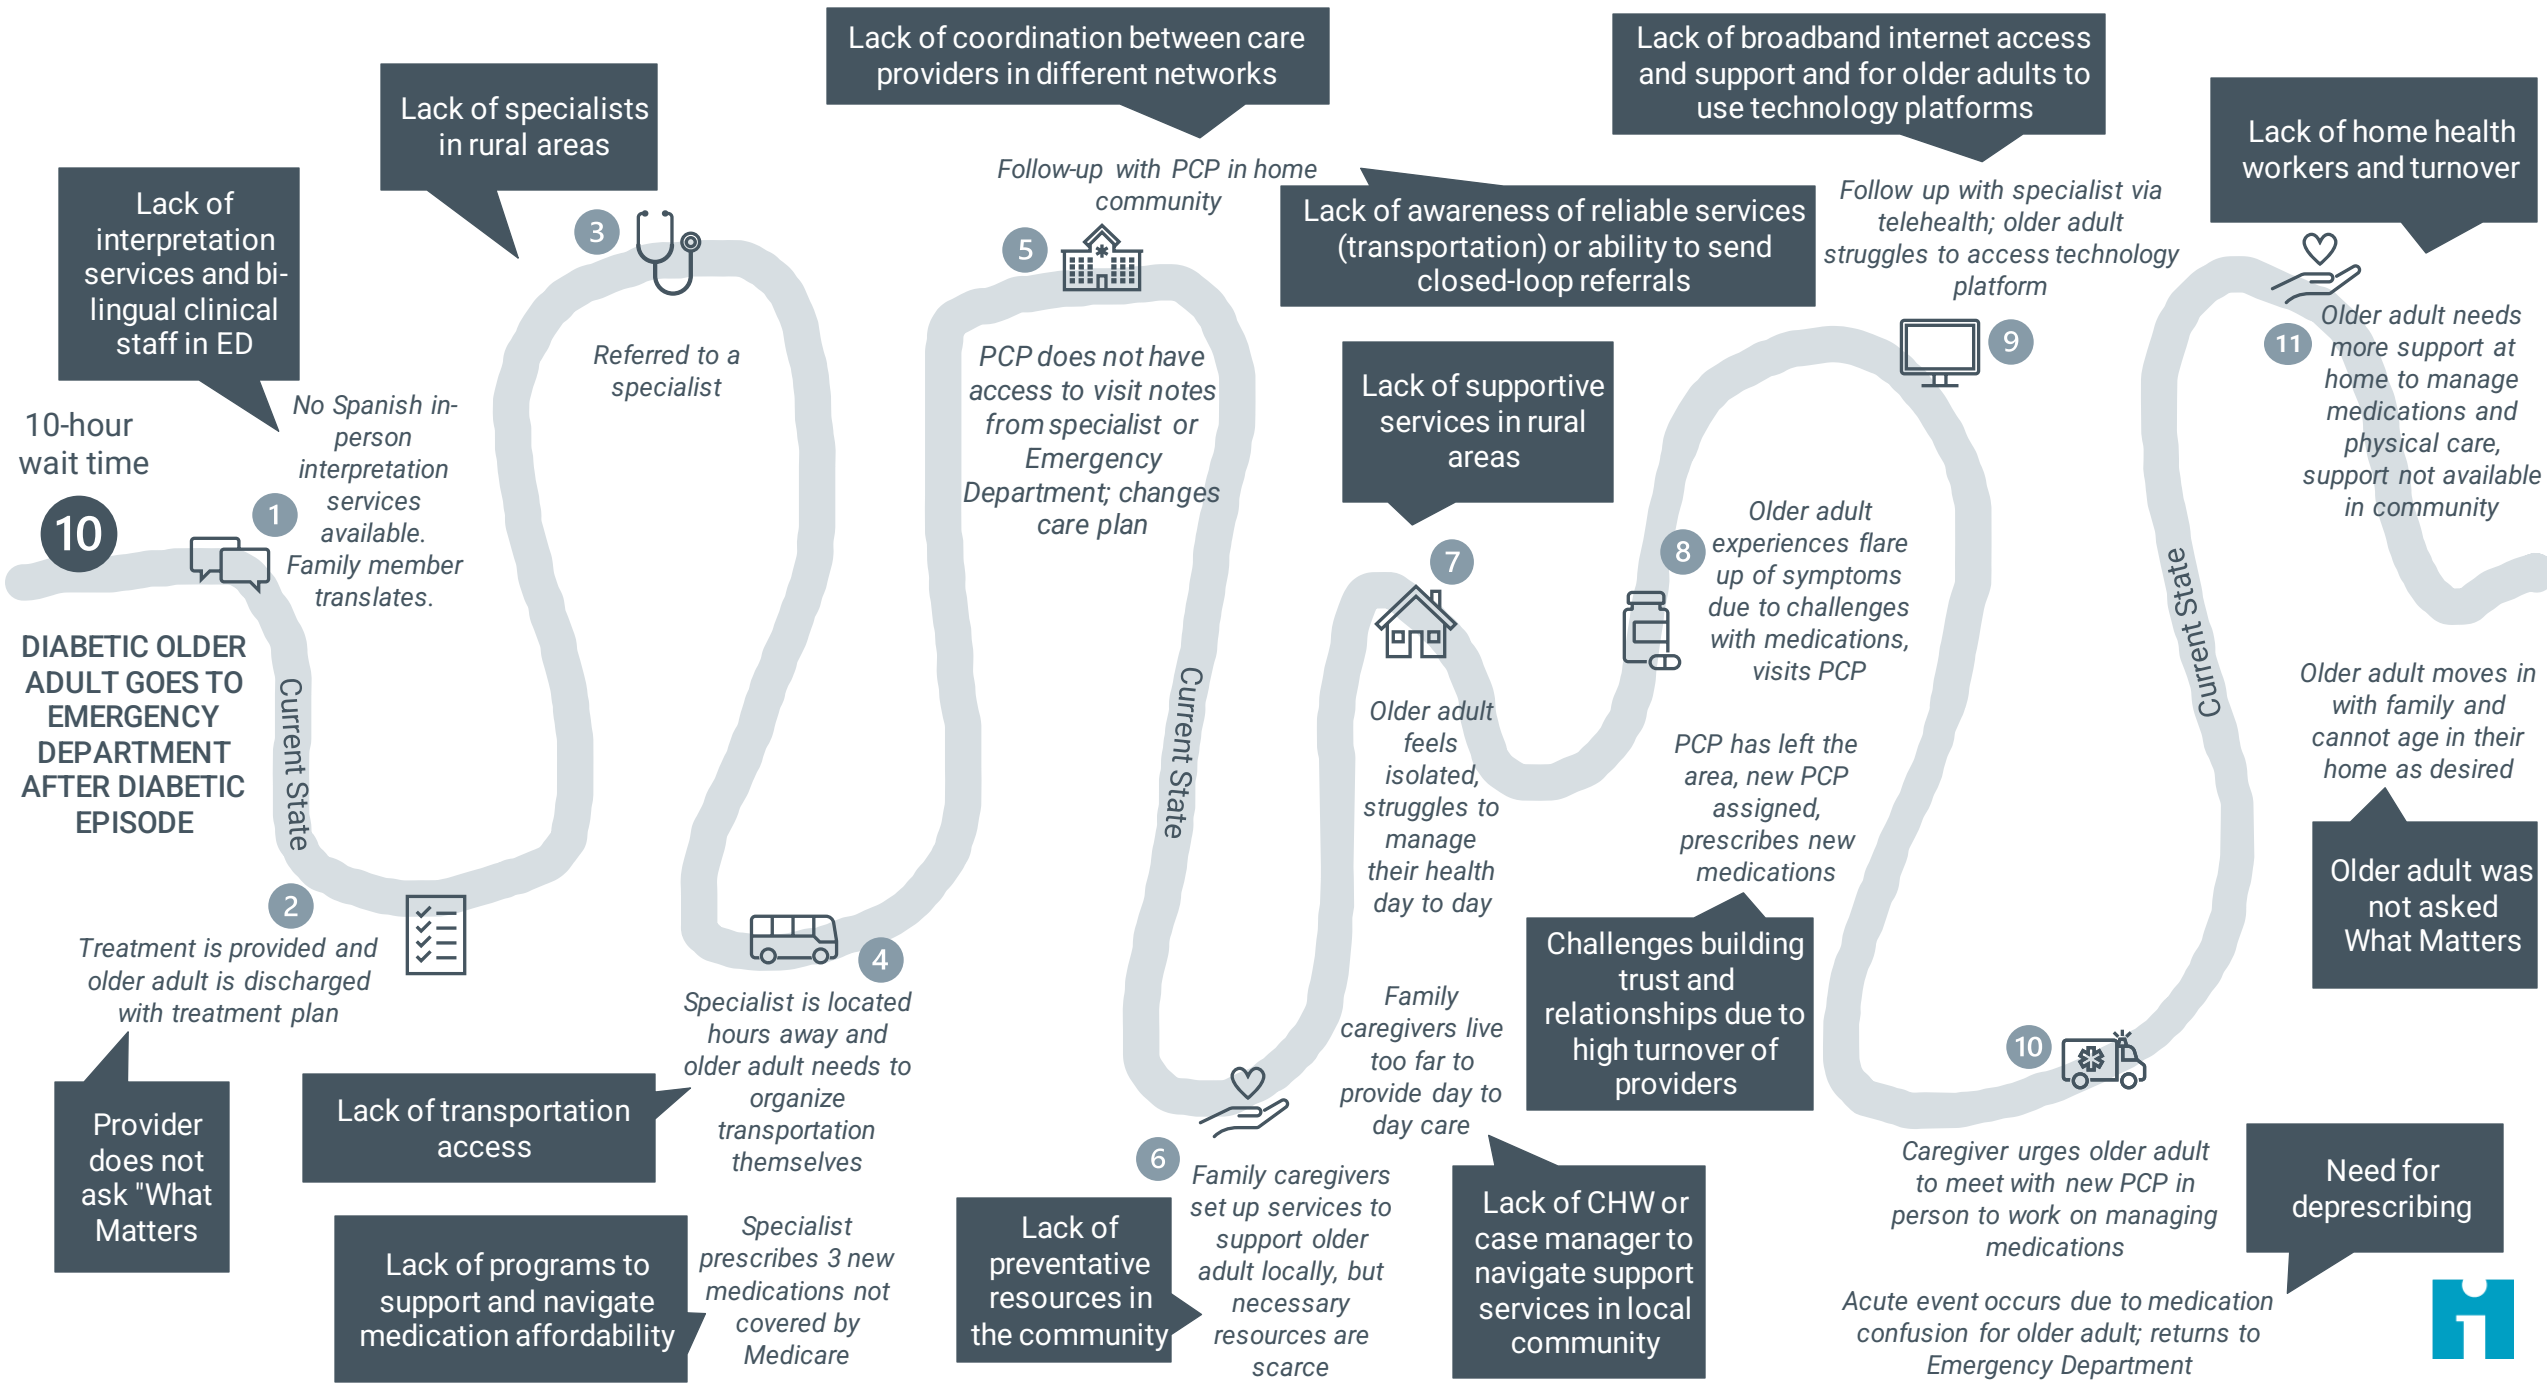 10-hour
wait time
10
DIABETIC OLDER
ADULT GOES TO
EMERGENCY
DEPARTMENT
AFTER DIABETIC
EPISODE
Lack of
interpretation
services and bi-
lingual clinical
staff in ED
1
No Spanish in-
person
interpretation
services
available.
Family member
translates.
Current State
2
Treatment is provided and
older adult is discharged
with treatment plan
Provider
does not
ask "What
Matters
Lack of specialists
in rural areas
3
Referred to a
specialist
4
Specialist is located
hours away and
older adult needs to
organize
transportation
themselves
Lack of transportation
access
Specialist
prescribes 3 new
medications not
covered by
Medicare
Lack of programs to
support and navigate
medication affordability
Lack of coordination between care
providers in different networks
Follow-up with PCP in home
community
5
PCP does not have
access to visit notes
from specialist or
Emergency
Department; changes
care plan
Lack of awareness of reliable services
(transportation) or ability to send
closed-loop referrals
Current State
6
Family caregivers
set up services to
support older
adult locally, but
necessary
resources are
scarce
Lack of
preventative
resources in
the community
Lack of supportive
services in rural
areas
7
Older adult
feels
isolated,
struggles to
manage
their health
day to day
Family
caregivers live
too far to
provide day to
day care
Lack of CHW or
case manager to
navigate support
services in local
community
8
Older adult
experiences flare
up of symptoms
due to challenges
with medications,
visits PCP
PCP has left the
area, new PCP
assigned,
prescribes new
medications
Challenges building
trust and
relationships due to
high turnover of
providers
Lack of broadband internet access
and support and for older adults to
use technology platforms
Follow up with specialist via
telehealth; older adult
struggles to access technology
platform
9
10
Caregiver urges older adult
to meet with new PCP in
person to work on managing
medications
Acute event occurs due to medication
confusion for older adult; returns to
Emergency Department
Need for
deprescribing
Current State
Lack of home health
workers and turnover
11
Older adult needs
more support at
home to manage
medications and
physical care,
support not available
in community
Older adult moves in
with family and
cannot age in their
home as desired
Older adult was
not asked
What Matters